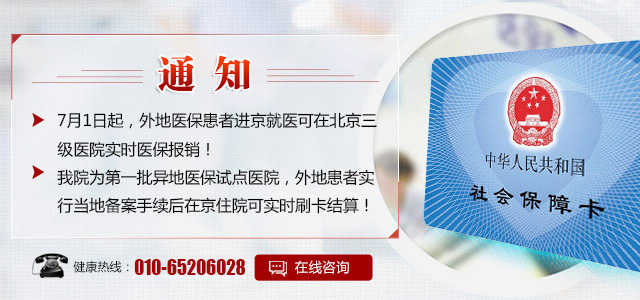 通知
7月1日起，外地医保患者进京就医可在北京三
级医院实时医保报销！
我院为第一批异地医保试点医院，外地患者实
行当地备案手续后在京住院可实时刷卡结算！
健康热线：010-65206028
在线咨询
中华人民共和国
社会保障卡